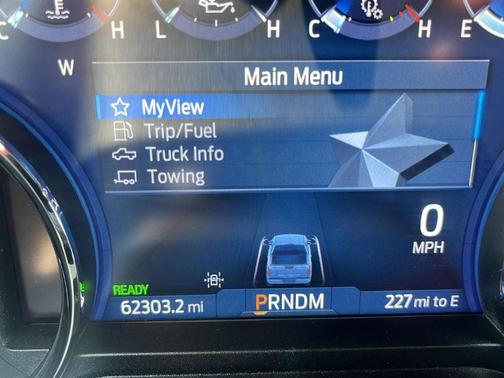 C H L H C H E
W
Main Menu
MyView
Trip/Fuel
Truck Info
Towing
0
MPH
READY
62303.2 mi PRNDM 227 mi to E